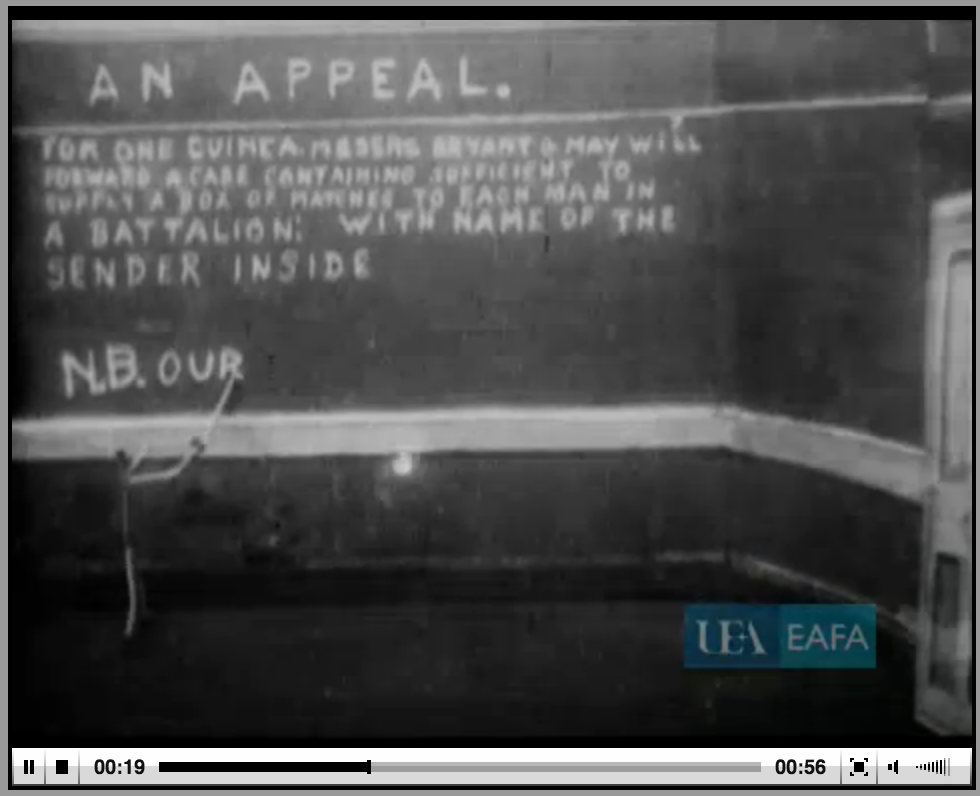 AN APPEAL.
FOR ONE GUINEA. MESSRS BRYANT & MAY WILL
FORWARD A CASE CONTAINING SUFFICIENT TO
SUPPLY A BOX OF MATCHES TO EACH MAN IN
A BATTALION: WITH NAME OF THE
SENDER INSIDE
N.B. OUR
UEA EAFA
00:19 00:56